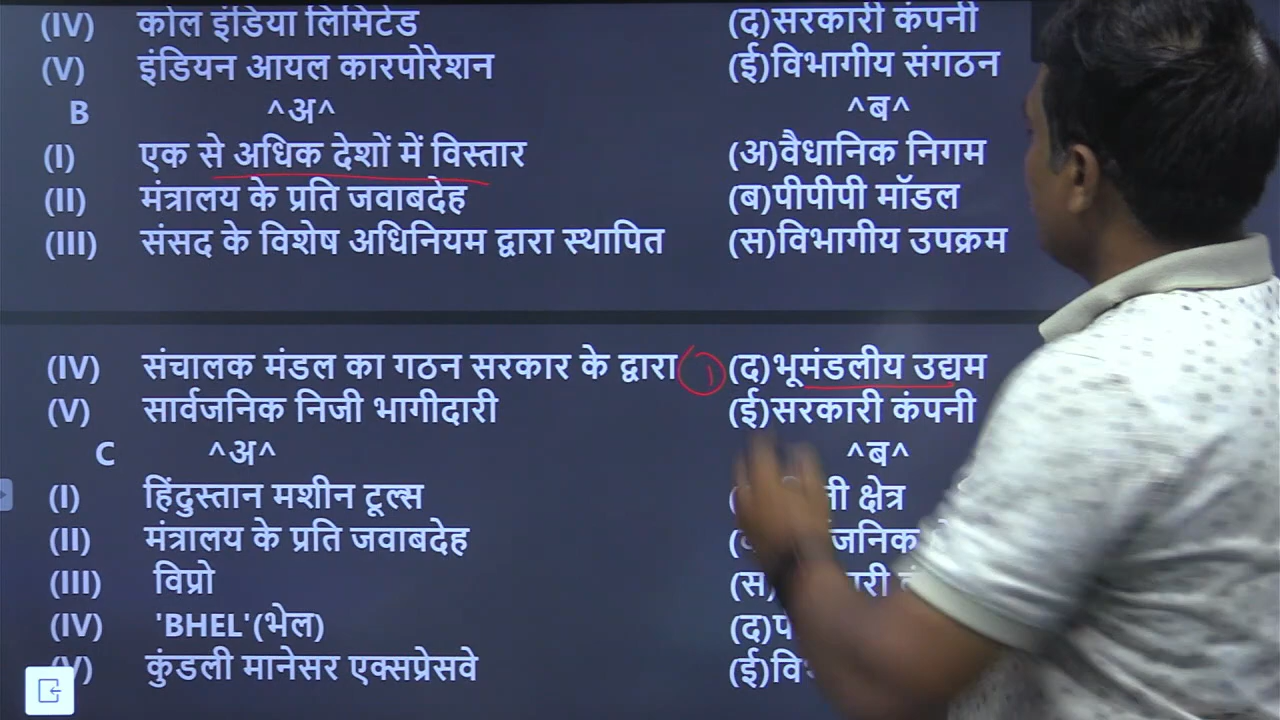 (IV) कोल इंडिया लिमिटेड (द)सरकारी कंपनी
(V) इंडियन आयल कारपोरेशन (ई)विभागीय संगठन
B ^अ^ ^ब^
(I) एक से अधिक देशों में विस्तार (अ)वैधानिक निगम
(II) मंत्रालय के प्रति जवाबदेह (ब)पीपीपी मॉडल
(III) संसद के विशेष अधिनियम द्वारा स्थापित (स)विभागीय उपक्रम
(IV) संचालक मंडल का गठन सरकार के द्वारा 1 (द)भूमंडलीय उद्यम
(V) सार्वजनिक निजी भागीदारी (ई)सरकारी कंपनी
C ^अ^ ^ब^
(I) हिंदुस्तान मशीन टूल्स क्षेत्र
(II) मंत्रालय के प्रति जवाबदेह
(III) विप्रो (स)
(IV) 'BHEL'(भेल) (द)
(V) कुंडली मानेसर एक्सप्रेसवे (ई)